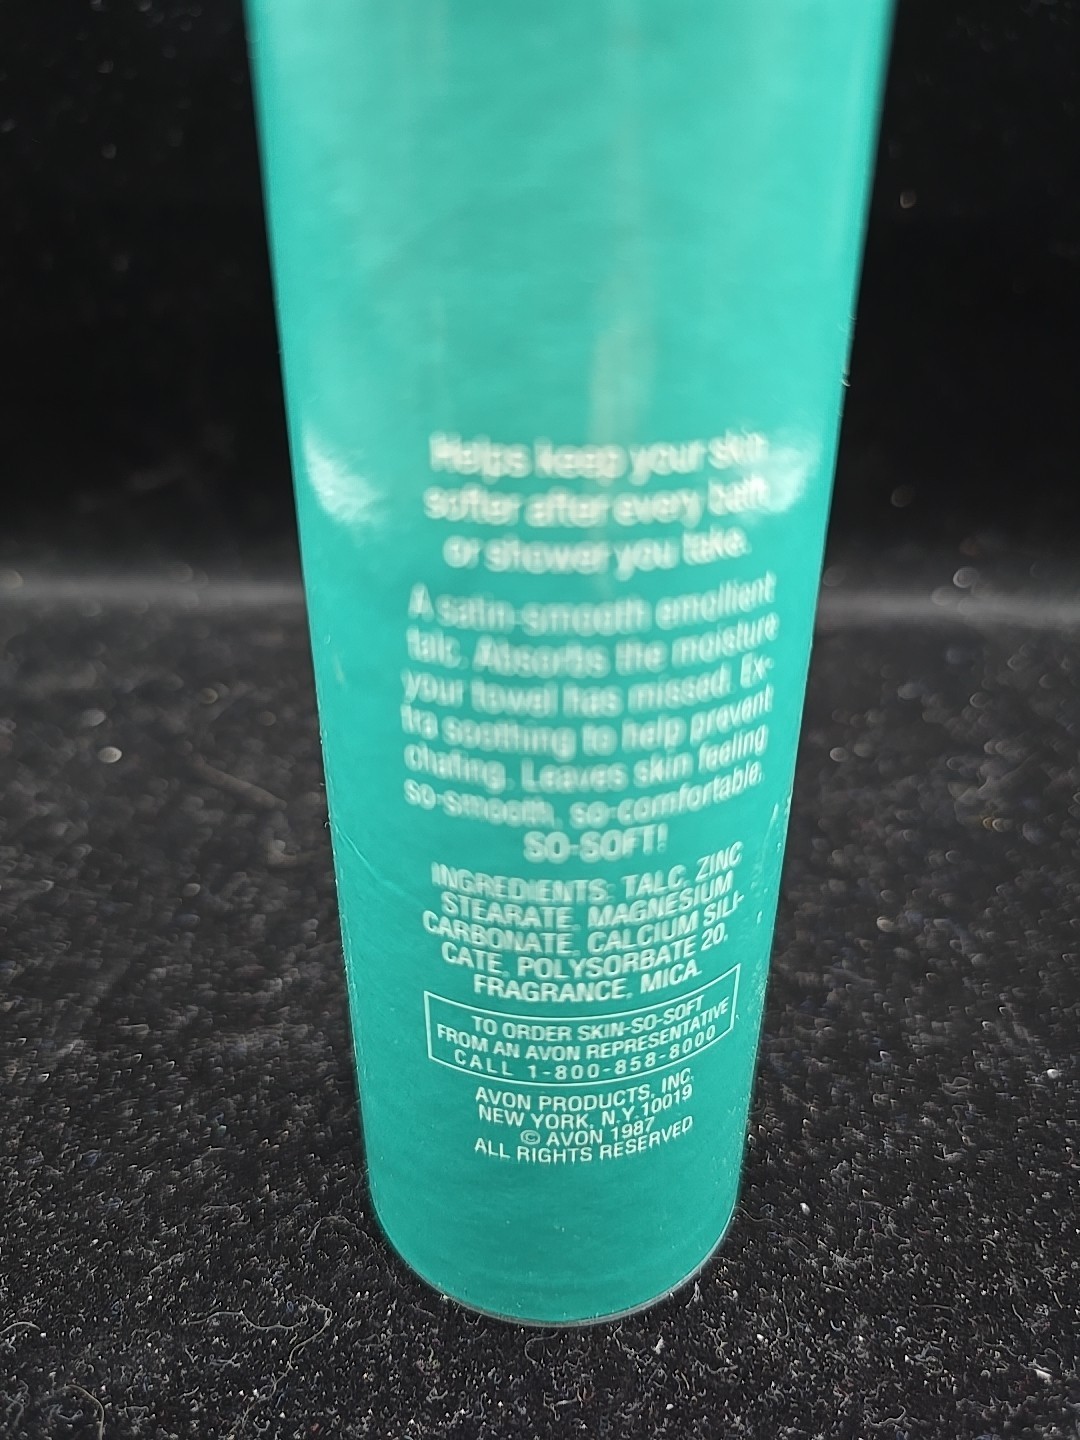 Helps keep your skin
softer after every bath
or shower you take.
A satin-smooth emollient
talc. Absorbs the moisture
your towel has missed. Ex-
tra soothing to help prevent
chafing. Leaves skin feeling
so-smooth, so-comfortable,
SO-SOFT!
INGREDIENTS: TALC, ZINC
STEARATE, MAGNESIUM
CARBONATE, CALCIUM SILI-
CATE, POLYSORBATE 20,
FRAGRANCE, MICA.
TO ORDER SKIN-SO-SOFT
FROM AN AVON REPRESENTATIVE
CALL 1-800-858-8000
AVON PRODUCTS, INC.
NEW YORK, N.Y. 10019
© AVON 1987
ALL RIGHTS RESERVED